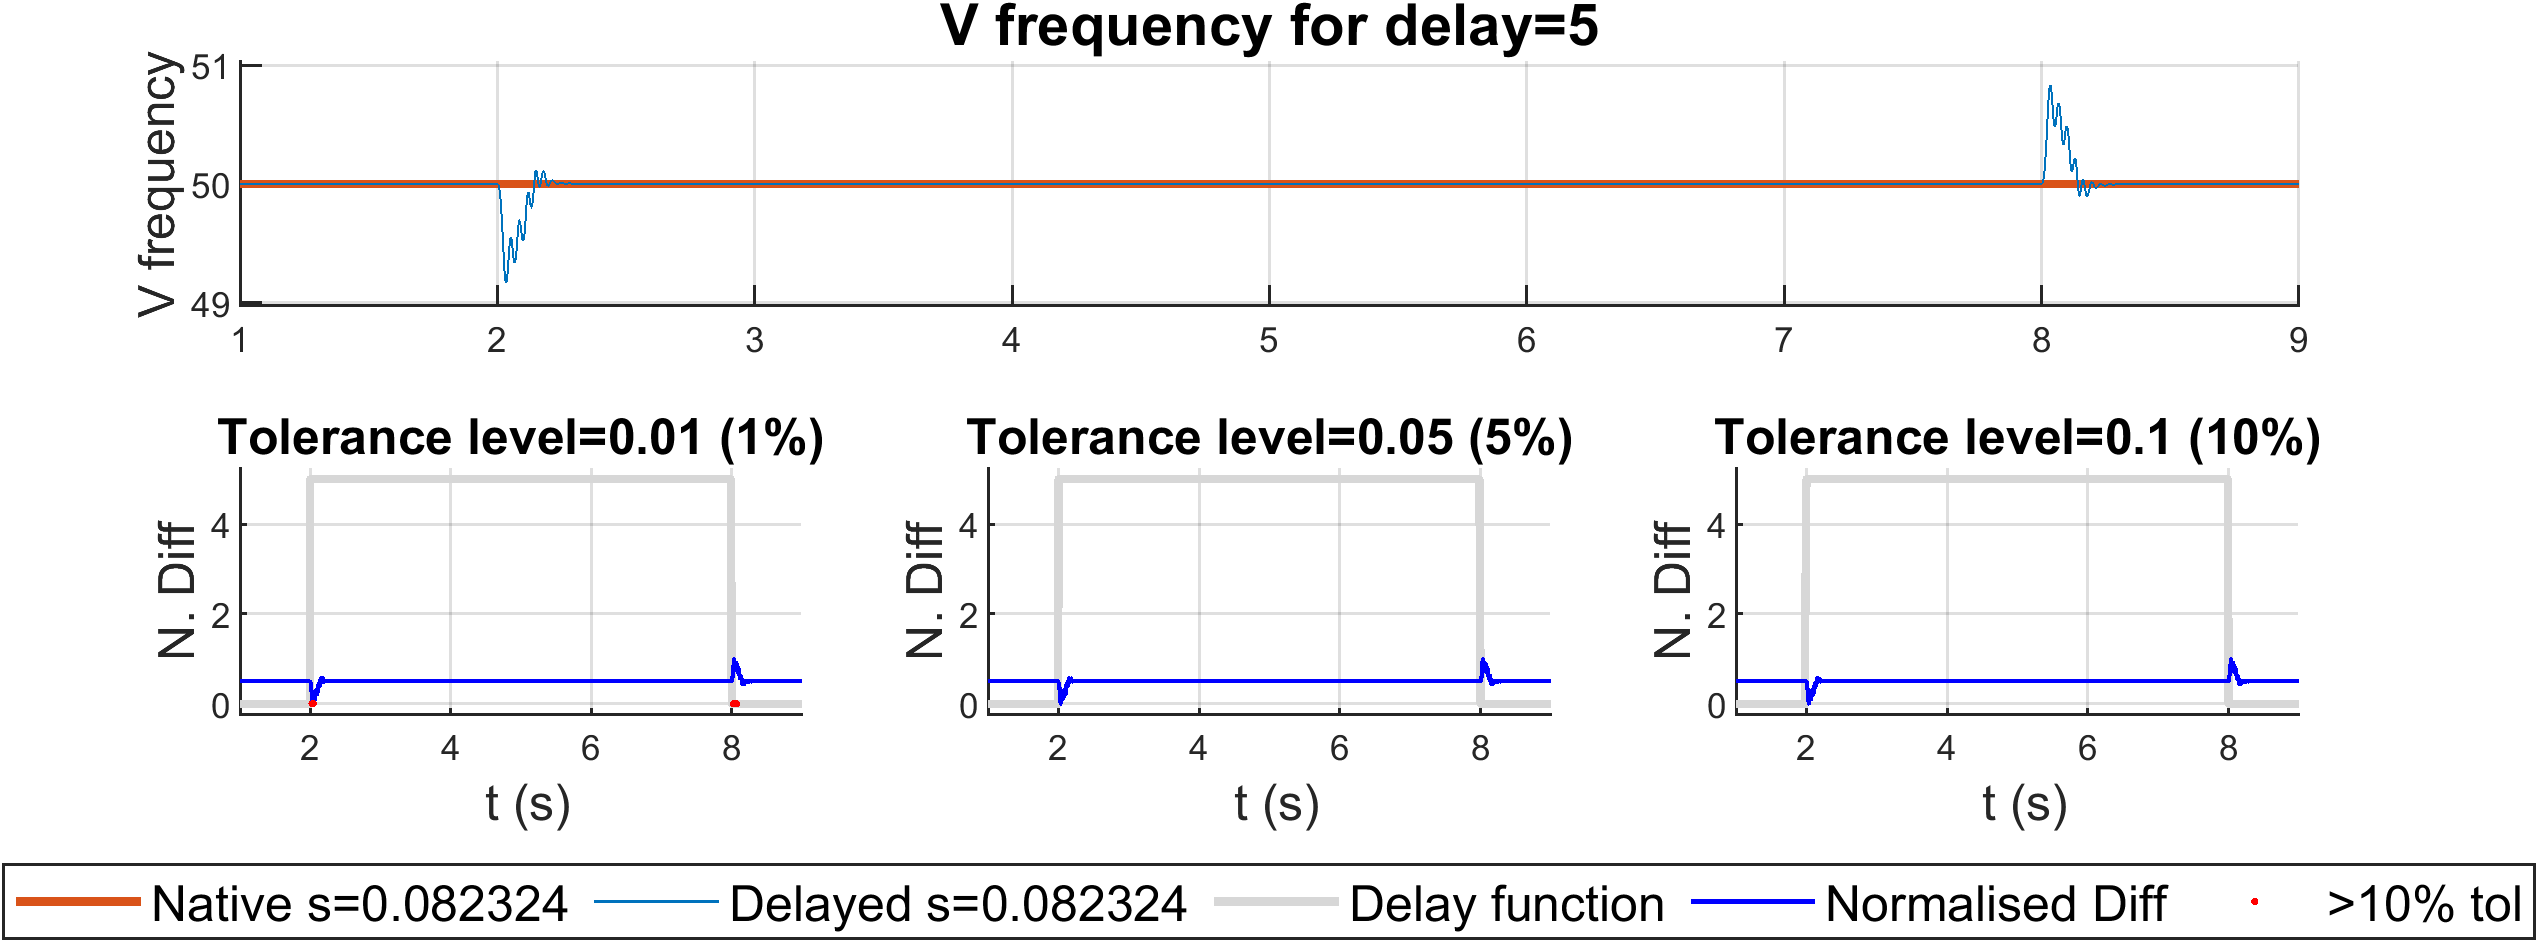 V frequency for delay=5
V frequency
51
50
49
1 2 3 4 5 6 7 8 9
Tolerance level=0.01 (1%) Tolerance level=0.05 (5%) Tolerance level=0.1 (10%)
N. Diff
4
2
0
2 4 6 8
t (s)
N. Diff
4
2
0
2 4 6 8
t (s)
N. Diff
4
2
0
2 4 6 8
t (s)
Native s=0.082324 Delayed s=0.082324 Delay function Normalised Diff >10% tol